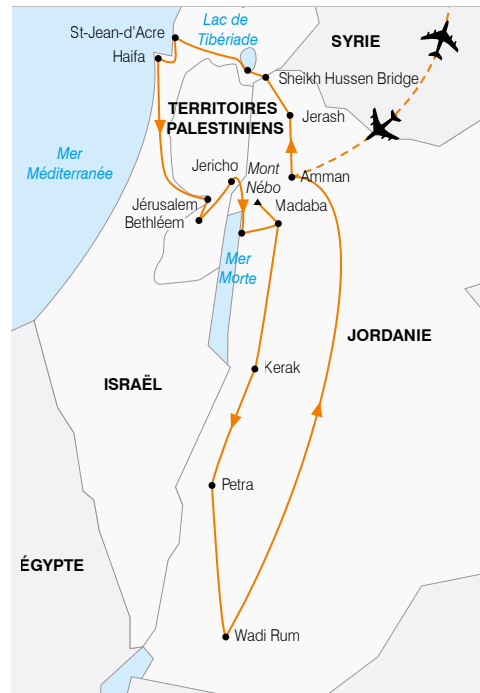 Lac de
Tibériade
St-Jean-d'Acre
SYRIE
Haifa
Sheikh Hussen Bridge
TERRITOIRES
PALESTINIENS
Jerash
Mer
Méditerranée
Jericho
Mont
Nébo
Amman
Jérusalem
Madaba
Bethléem
Mer
Morte
JORDANIE
Kerak
ISRAËL
Petra
ÉGYPTE
Wadi Rum